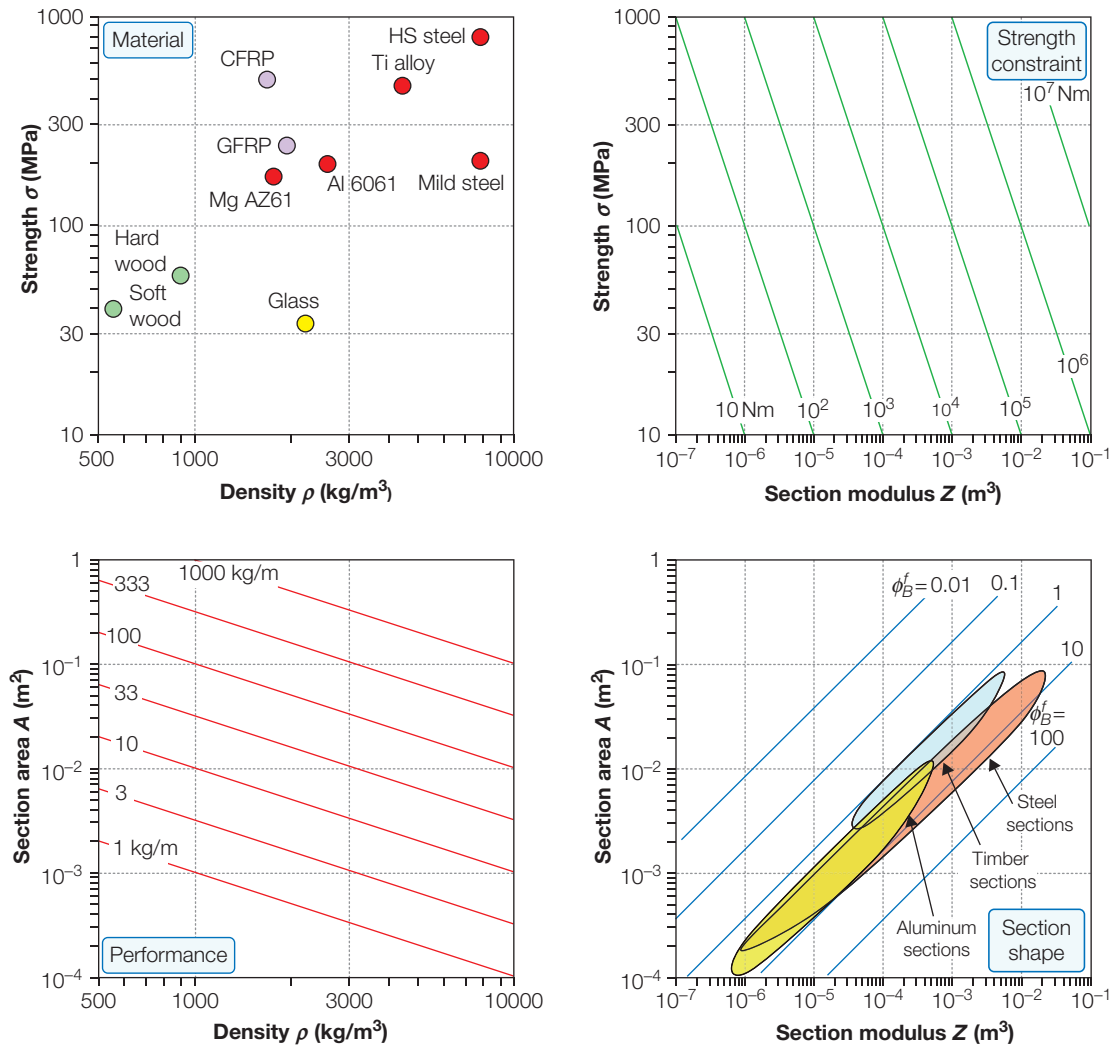 1000
300
100
30
10
Strength σ (MPa)
Material
HS steel
CFRP
Ti alloy
GFRP
Al 6061
Mild steel
Mg AZ61
Hard
wood
Soft
wood
Glass
500
1000
3000
10000
Density ρ (kg/m³)
1000
300
100
30
10
Strength σ (MPa)
Strength
constraint
10⁷ Nm
10⁶
10 Nm
10²
10³
10⁴
10⁵
10⁻⁷
10⁻⁶
10⁻⁵
10⁻⁴
10⁻³
10⁻²
10⁻¹
Section modulus Z (m³)
1
10⁻¹
10⁻²
10⁻³
10⁻⁴
Section area A (m²)
1000 kg/m
333
100
33
10
3
1 kg/m
Performance
500
1000
3000
10000
Density ρ (kg/m³)
1
10⁻¹
10⁻²
10⁻³
10⁻⁴
Section area A (m²)
ϕ_B^f = 0.01
0.1
1
10
ϕ_B^f =
100
Steel
sections
Timber
sections
Aluminum
sections
Section
shape
10⁻⁷
10⁻⁶
10⁻⁵
10⁻⁴
10⁻³
10⁻²
10⁻¹
Section modulus Z (m³)